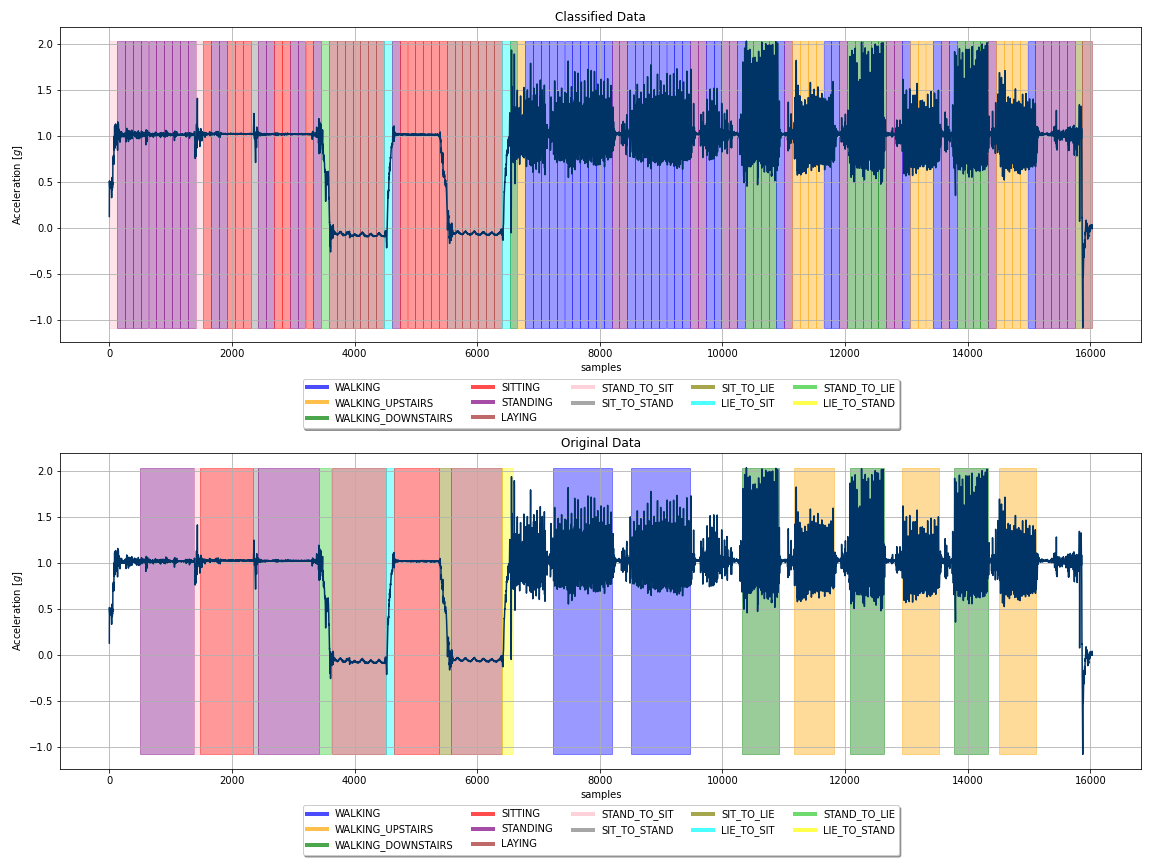 Classified Data
2.0
1.5
1.0
0.5
0.0
−0.5
−1.0
Acceleration [g]
0 2000 4000 6000 8000 10000 12000 14000 16000
samples
WALKING SITTING STAND_TO_SIT SIT_TO_LIE STAND_TO_LIE
WALKING_UPSTAIRS STANDING SIT_TO_STAND LIE_TO_SIT LIE_TO_STAND
WALKING_DOWNSTAIRS LAYING
Original Data
2.0
1.5
1.0
0.5
0.0
−0.5
−1.0
Acceleration [g]
0 2000 4000 6000 8000 10000 12000 14000 16000
samples
WALKING SITTING STAND_TO_SIT SIT_TO_LIE STAND_TO_LIE
WALKING_UPSTAIRS STANDING SIT_TO_STAND LIE_TO_SIT LIE_TO_STAND
WALKING_DOWNSTAIRS LAYING